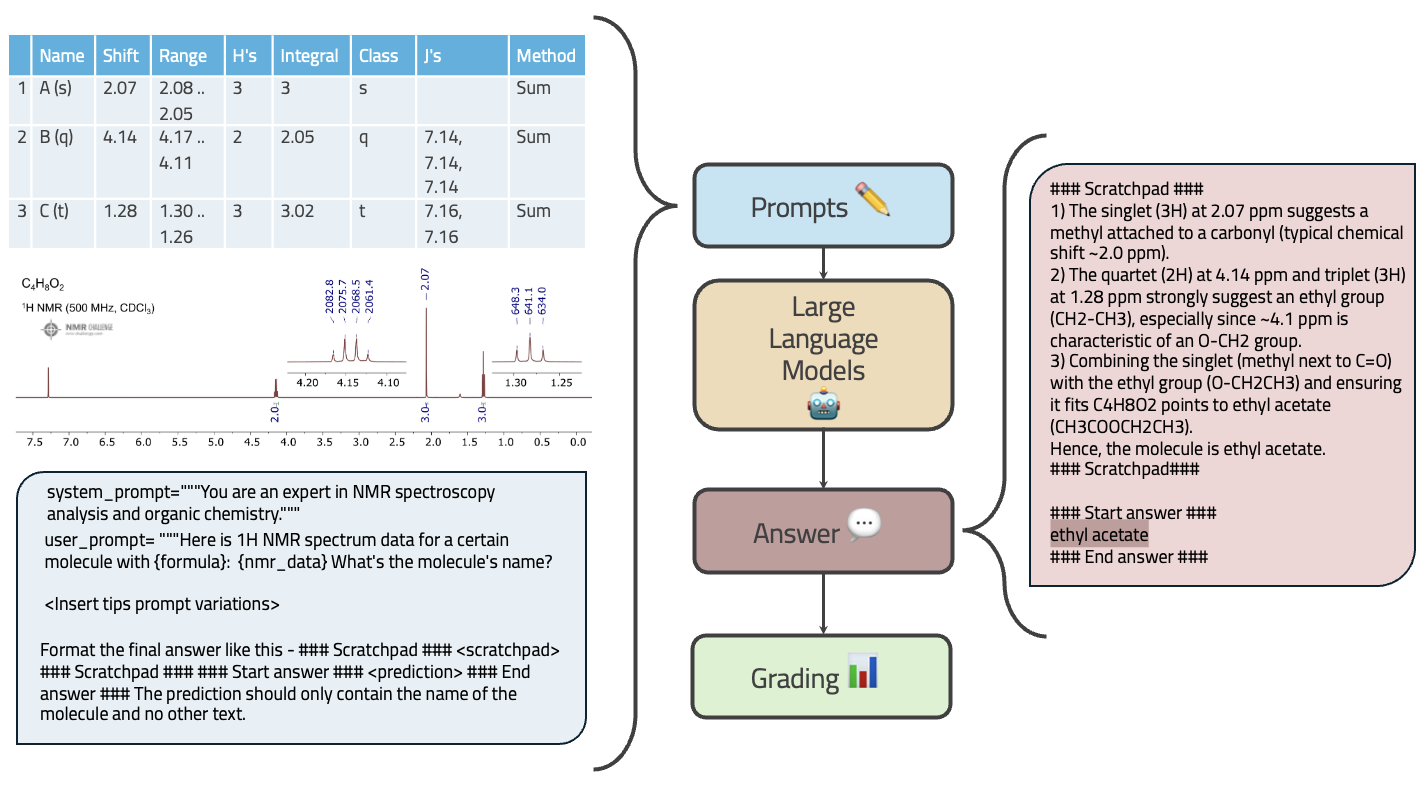 Name Shift Range H's Integral Class J's Method
1 A (s) 2.07 2.08 .. 3 3 s Sum
2.05
2 B (q) 4.14 4.17 .. 2 2.05 q 7.14, Sum
4.11 7.14,
7.14
3 C (t) 1.28 1.30 .. 3 3.02 t 7.16, Sum
1.26 7.16
C₄H₈O₂
¹H NMR (500 MHz, CDCl₃)
NMR CHALLENGE
2082.8
2075.7
2068.5
2061.4
2.07
648.3
641.1
634.0
4.20 4.15 4.10
1.30 1.25
2.0
3.0
3.0
7.5 7.0 6.5 6.0 5.5 5.0 4.5 4.0 3.5 3.0 2.5 2.0 1.5 1.0 0.5 0.0
system_prompt="""You are an expert in NMR spectroscopy
analysis and organic chemistry."""
user_prompt= """Here is 1H NMR spectrum data for a certain
molecule with {formula}: {nmr_data} What's the molecule's name?
<Insert tips prompt variations>
Format the final answer like this - ### Scratchpad ### <scratchpad>
### Scratchpad ### ### Start answer ### <prediction> ### End
answer ### The prediction should only contain the name of the
molecule and no other text.
Prompts
Large
Language
Models
Answer
Grading
### Scratchpad ###
1) The singlet (3H) at 2.07 ppm suggests a
methyl attached to a carbonyl (typical chemical
shift ~2.0 ppm).
2) The quartet (2H) at 4.14 ppm and triplet (3H)
at 1.28 ppm strongly suggest an ethyl group
(CH2-CH3), especially since ~4.1 ppm is
characteristic of an O-CH2 group.
3) Combining the singlet (methyl next to C=O)
with the ethyl group (O-CH2CH3) and ensuring
it fits C4H8O2 points to ethyl acetate
(CH3COOCH2CH3).
Hence, the molecule is ethyl acetate.
### Scratchpad###
### Start answer ###
ethyl acetate
### End answer ###